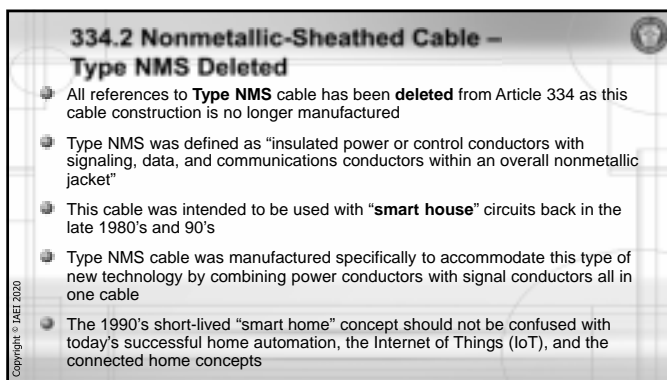 334.2 Nonmetallic-Sheathed Cable –
Type NMS Deleted
All references to Type NMS cable has been deleted from Article 334 as this
cable construction is no longer manufactured
Type NMS was defined as “insulated power or control conductors with
signaling, data, and communications conductors within an overall nonmetallic
jacket”
This cable was intended to be used with “smart house” circuits back in the
late 1980’s and 90’s
Type NMS cable was manufactured specifically to accommodate this type of
new technology by combining power conductors with signal conductors all in
one cable
The 1990’s short-lived “smart home” concept should not be confused with
today’s successful home automation, the Internet of Things (IoT), and the
connected home concepts
Copyright © IAEI 2020